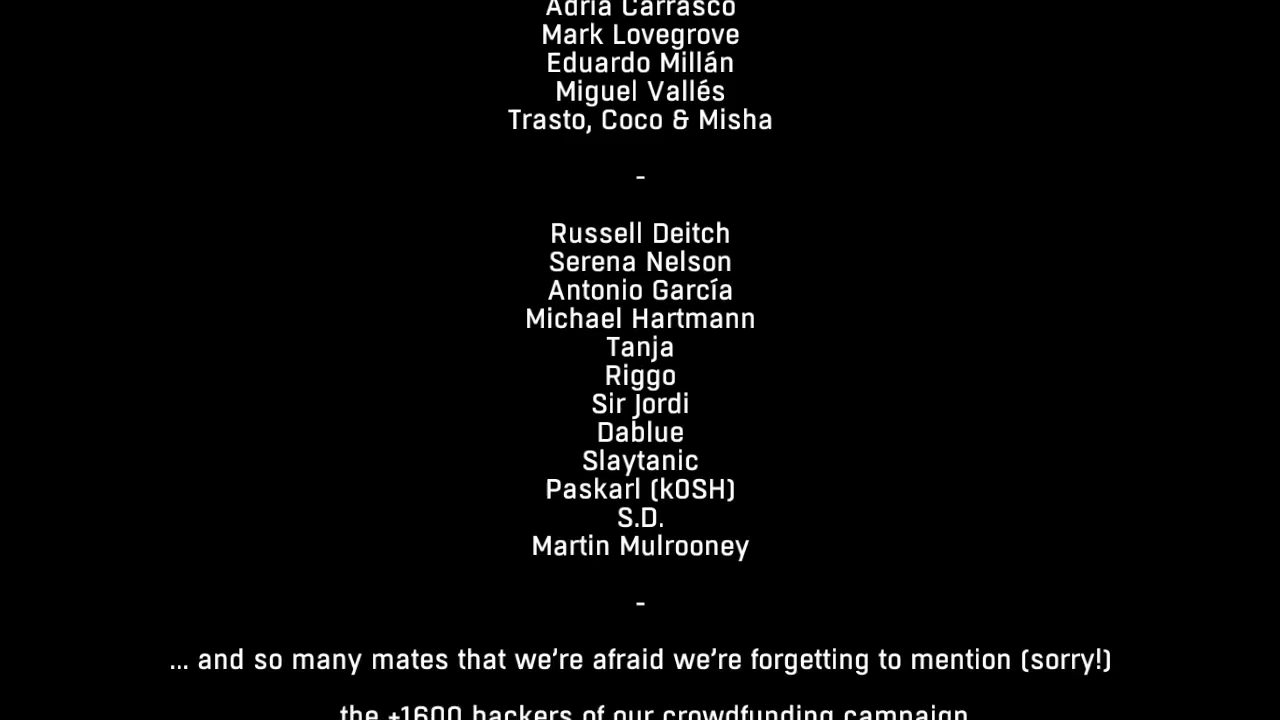 Adria Carrasco
Mark Lovegrove
Eduardo Millán
Miguel Vallés
Trasto, Coco & Misha
-
Russell Deitch
Serena Nelson
Antonio García
Michael Hartmann
Tanja
Riggo
Sir Jordi
Dablue
Slaytanic
Paskarl (k0SH)
S.D.
Martin Mulrooney
-
... and so many mates that we're afraid we're forgetting to mention (sorry!)
the +1600 backers of our crowdfunding campaign